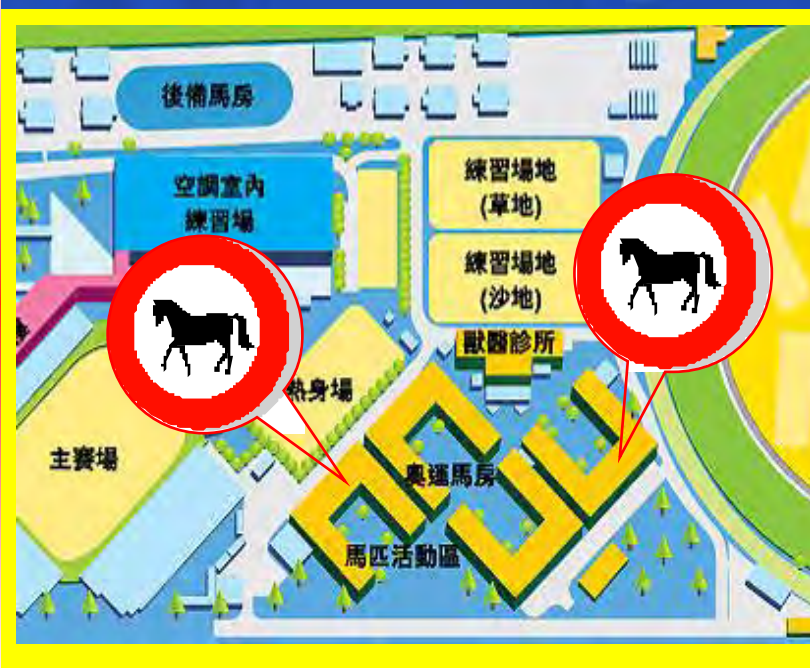 後備馬房
空調室內
練習場
練習場地
(草地)
練習場地
(沙地)
獸醫診所
熱身場
主賽場
奧運馬房
馬匹活動區